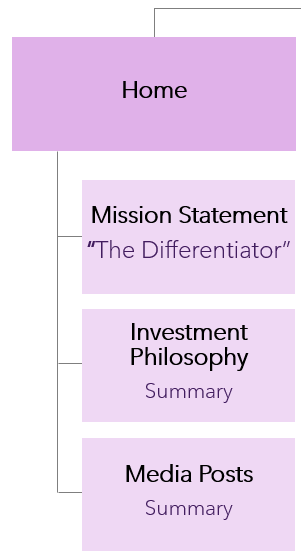 Home
Mission Statement
“The Differentiator”
Investment
Philosophy
Summary
Media Posts
Summary